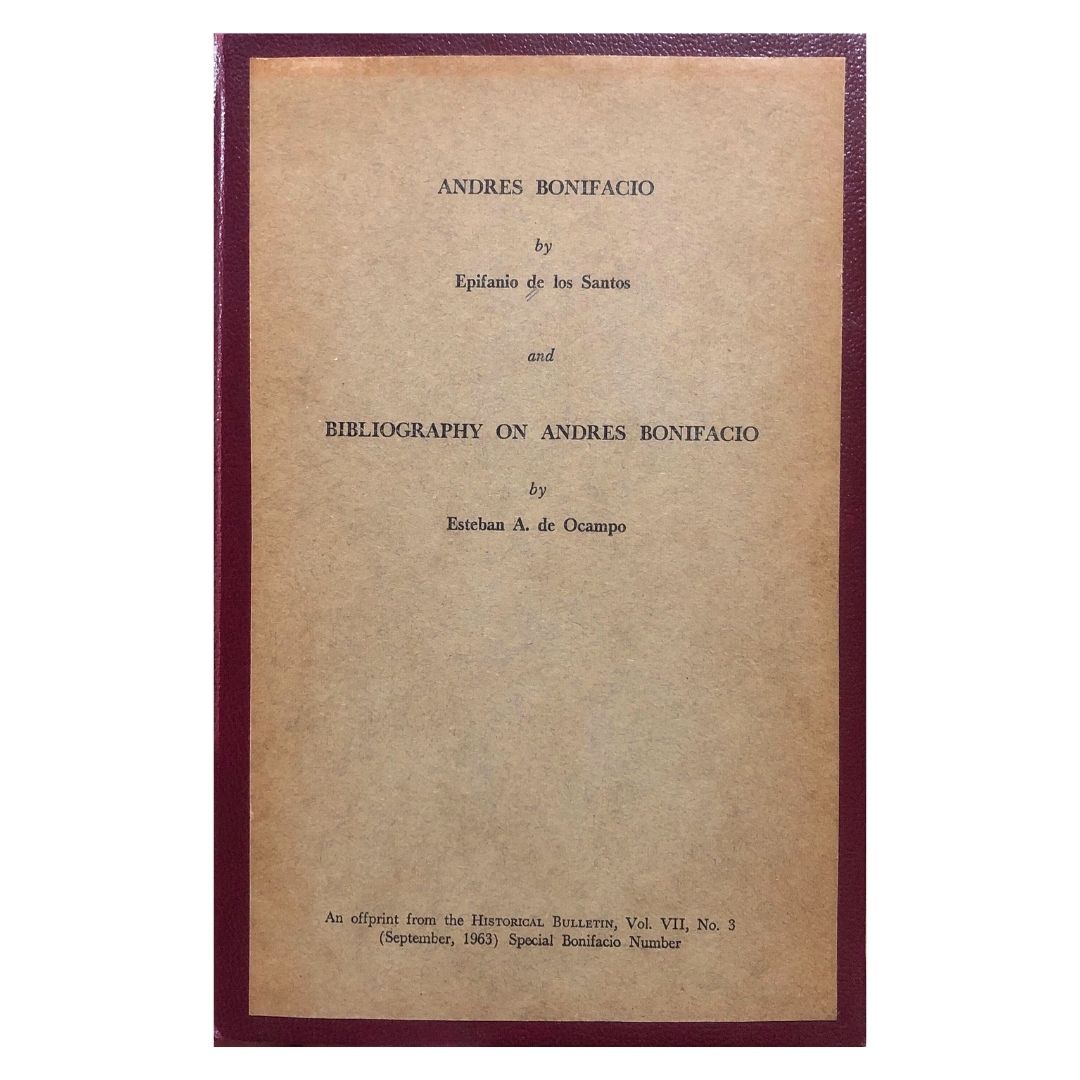 ANDRES BONIFACIO
by
Epifanio de los Santos
and
BIBLIOGRAPHY ON ANDRES BONIFACIO
by
Esteban A. de Ocampo
An offprint from the HISTORICAL BULLETIN, Vol. VII, No. 3
(September, 1963) Special Bonifacio Number